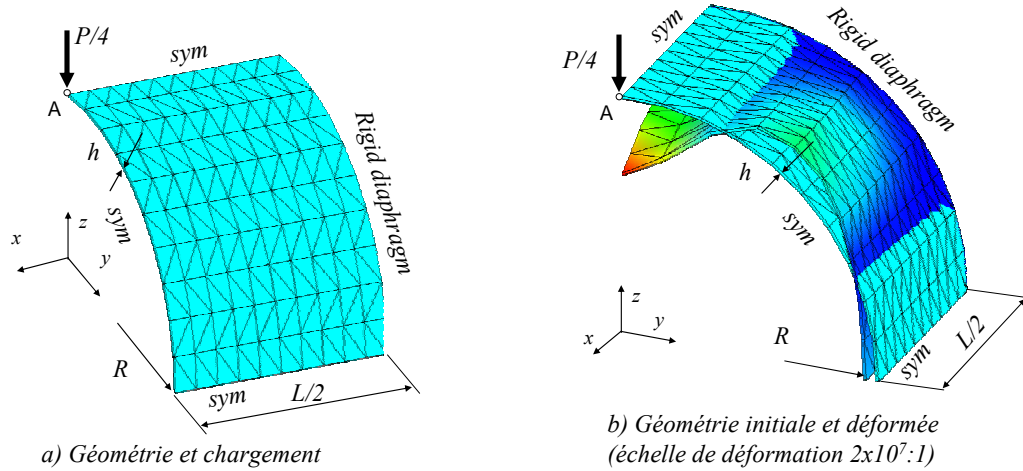 P/4
sym
A
h
sym
Rigid diaphragm
z
x
y
R
sym
L/2
a) Géométrie et chargement
P/4
sym
Rigid diaphragm
A
h
sym
z
x
y
R
sym
L/2
b) Géométrie initiale et déformée
(échelle de déformation 2x10⁷:1)